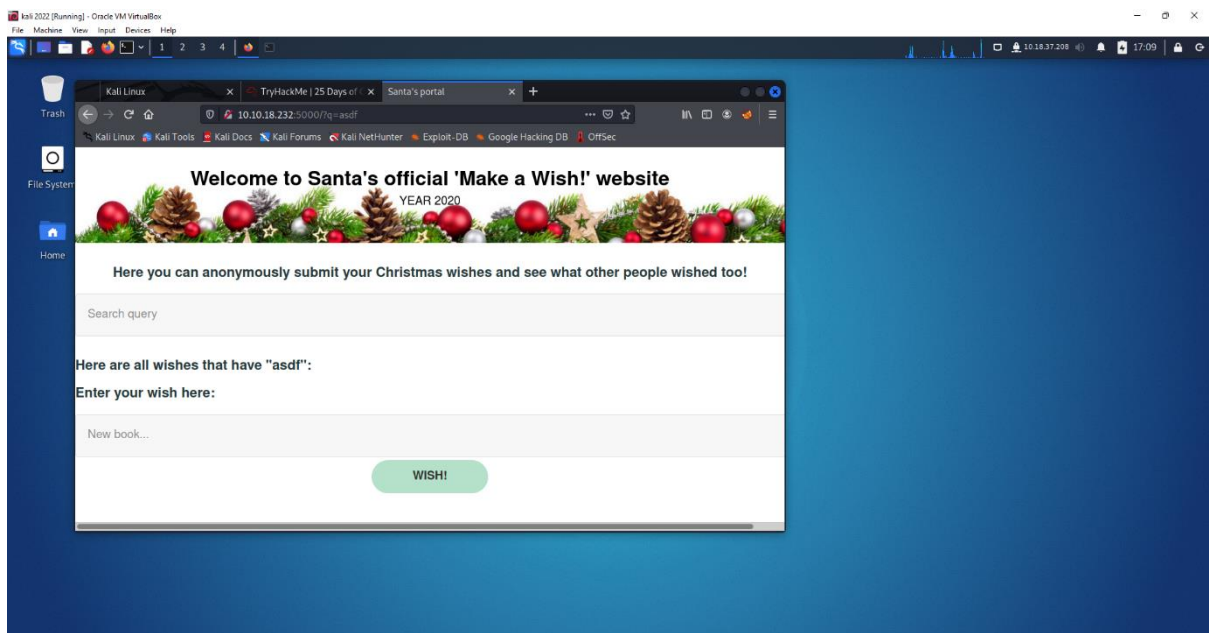 kali 2022 [Running] - Oracle VM VirtualBox
File Machine View Input Devices Help
1 2 3 4
10.18.37.208
17:09
Trash
File System
Home
Kali Linux
TryHackMe | 25 Days of
Santa's portal
10.10.18.232:5000/?q=asdf
Kali Linux Kali Tools Kali Docs Kali Forums Kali NetHunter Exploit-DB Google Hacking DB OffSec
Welcome to Santa's official 'Make a Wish!' website
YEAR 2020
Here you can anonymously submit your Christmas wishes and see what other people wished too!
Search query
Here are all wishes that have "asdf":
Enter your wish here:
New book...
WISH!